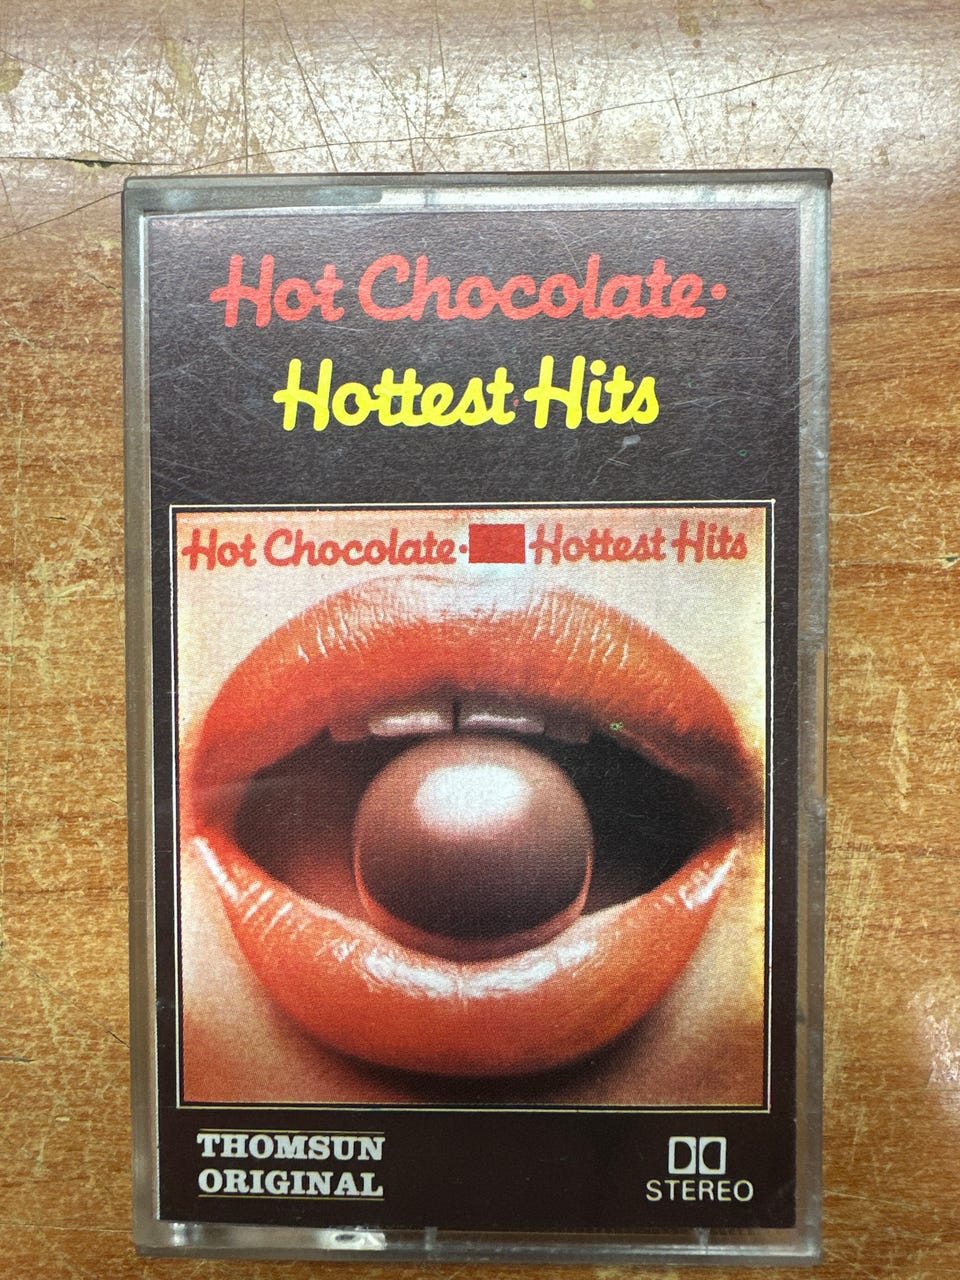 Hot Chocolate·
Hottest Hits
Hot Chocolate· Hottest Hits
THOMSUN
ORIGINAL
STEREO